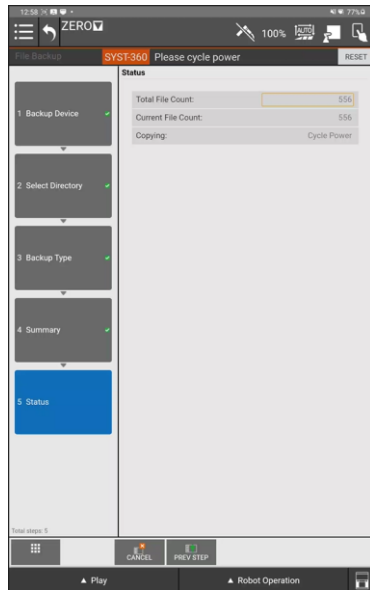 12:58
77%
ZERO
100%
AUTO
File Backup
SYST-360 Please cycle power
RESET
Status
1 Backup Device
2 Select Directory
3 Backup Type
4 Summary
5 Status
Total File Count: 556
Current File Count: 556
Copying: Cycle Power
Total steps: 5
CANCEL
PREV STEP
▲ Play
▲ Robot Operation